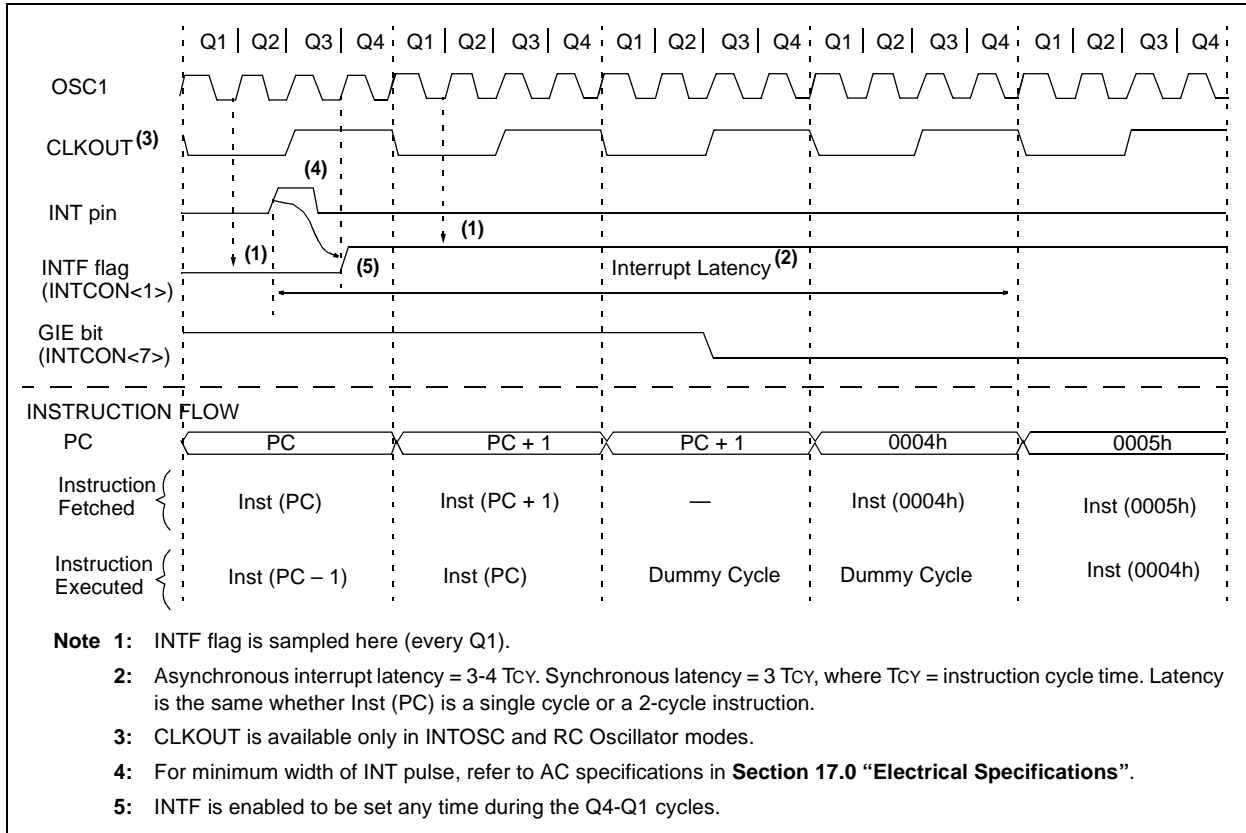 Q1 Q2 Q3 Q4 Q1 Q2 Q3 Q4 Q1 Q2 Q3 Q4 Q1 Q2 Q3 Q4 Q1 Q2 Q3 Q4
OSC1
CLKOUT (3)
(4)
INT pin
(1)
(1)
(5)
INTF flag
(INTCON<1>)
Interrupt Latency (2)
GIE bit
(INTCON<7>)
INSTRUCTION FLOW
PC PC PC + 1 PC + 1 0004h 0005h
Instruction
Fetched
Inst (PC) Inst (PC + 1) — Inst (0004h) Inst (0005h)
Instruction
Executed
Inst (PC – 1) Inst (PC) Dummy Cycle Dummy Cycle Inst (0004h)
Note 1: INTF flag is sampled here (every Q1).
2: Asynchronous interrupt latency = 3-4 TCY. Synchronous latency = 3 TCY, where TCY = instruction cycle time. Latency
is the same whether Inst (PC) is a single cycle or a 2-cycle instruction.
3: CLKOUT is available only in INTOSC and RC Oscillator modes.
4: For minimum width of INT pulse, refer to AC specifications in Section 17.0 “Electrical Specifications”.
5: INTF is enabled to be set any time during the Q4-Q1 cycles.